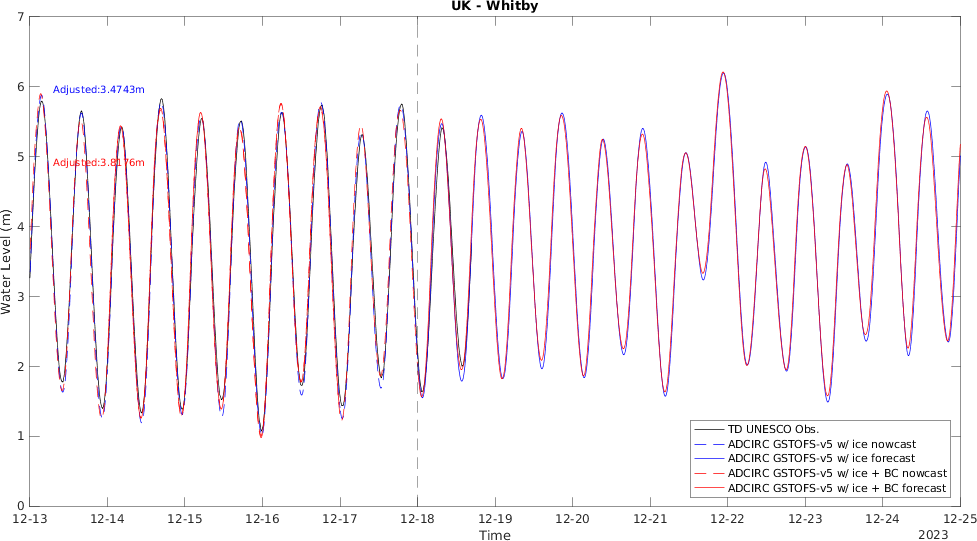 UK - Whitby
7
6
5
4
3
2
1
0
Water Level (m)
Adjusted:3.4743m
Adjusted:3.8176m
TD UNESCO Obs.
ADCIRC GSTOFS-v5 w/ ice nowcast
ADCIRC GSTOFS-v5 w/ ice forecast
ADCIRC GSTOFS-v5 w/ ice + BC nowcast
ADCIRC GSTOFS-v5 w/ ice + BC forecast
12-13 12-14 12-15 12-16 12-17 12-18 12-19 12-20 12-21 12-22 12-23 12-24 12-25
Time
2023